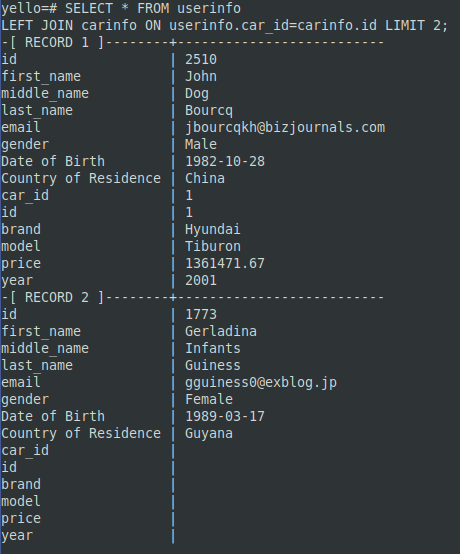 yello=# SELECT * FROM userinfo
LEFT JOIN carinfo ON userinfo.car_id=carinfo.id LIMIT 2;
-[ RECORD 1 ]--------+--------------------------
id                   | 2510
first_name           | John
middle_name          | Dog
last_name            | Bourcq
email                | jbourcqkh@bizjournals.com
gender               | Male
Date of Birth        | 1982-10-28
Country of Residence | China
car_id               | 1
id                   | 1
brand                | Hyundai
model                | Tiburon
price                | 1361471.67
year                 | 2001
-[ RECORD 2 ]--------+--------------------------
id                   | 1773
first_name           | Gerladina
middle_name          | Infants
last_name            | Guiness
email                | gguiness0@exblog.jp
gender               | Female
Date of Birth        | 1989-03-17
Country of Residence | Guyana
car_id               |
id                   |
brand                |
model                |
price                |
year                 |